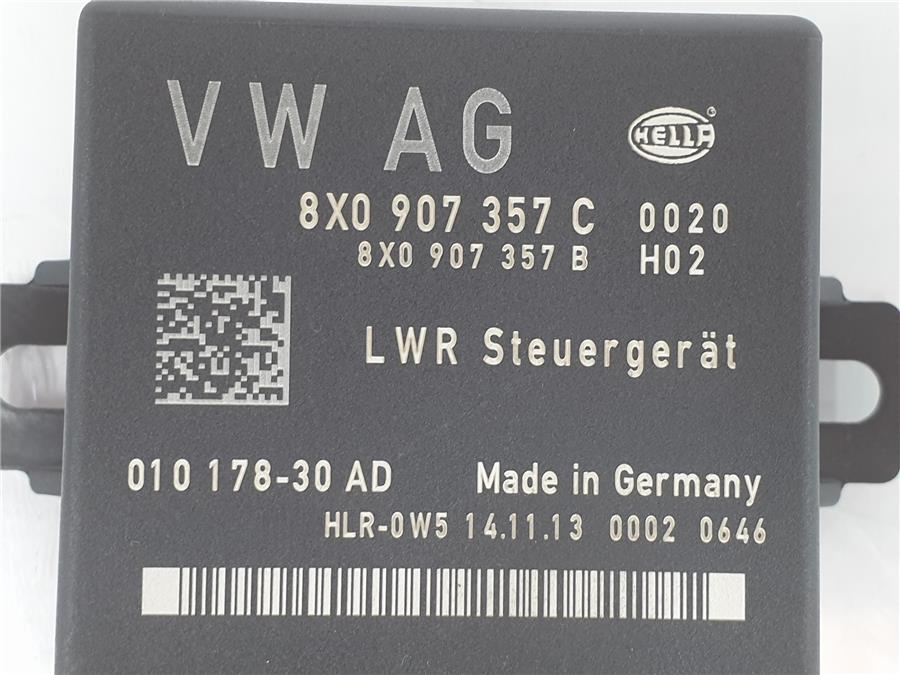 VW AG
HELLA ®
8X0 907 357 C 0020
8X0 907 357 B H02
LWR Steuergerät
010 178-30 AD Made in Germany
HLR-0W5 14.11.13 0002 0646